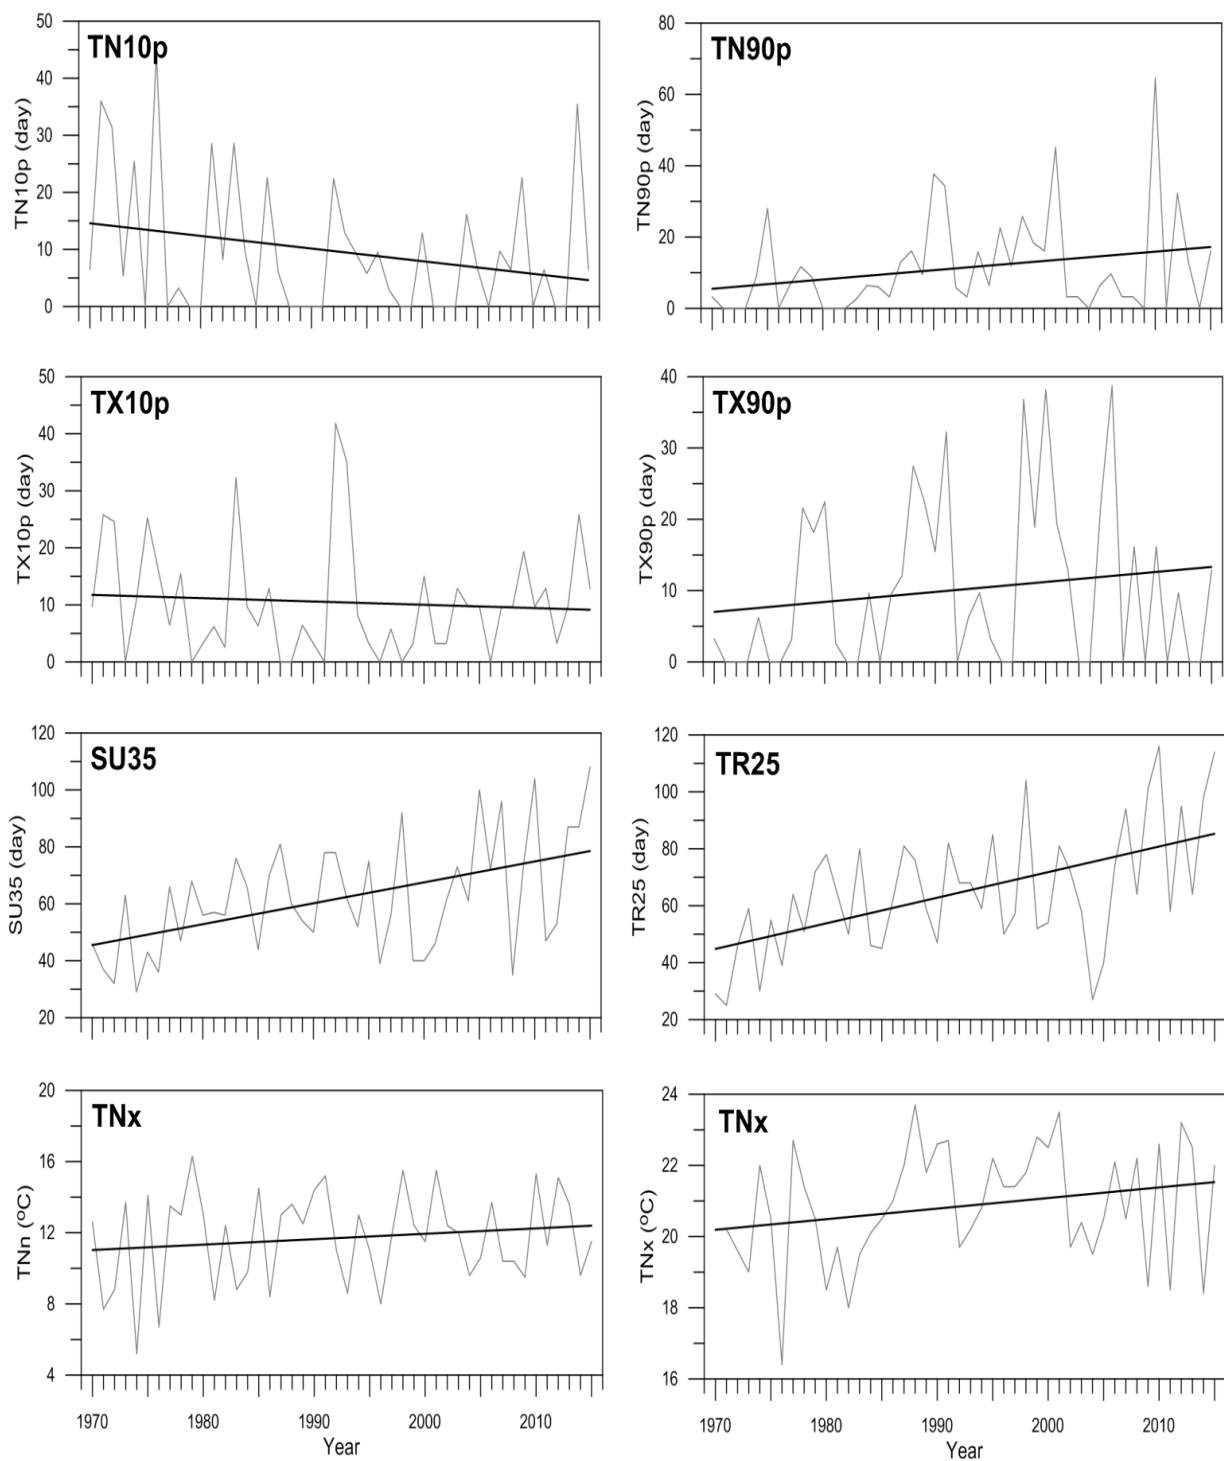 TN10p
TN10p (day)
50
40
30
20
10
0
TN90p
TN90p (day)
80
60
40
20
0
TX10p
TX10p (day)
50
40
30
20
10
0
TX90p
TX90p (day)
40
30
20
10
0
SU35
SU35 (day)
120
100
80
60
40
20
TR25
TR25 (day)
120
100
80
60
40
20
TNx
TNn (ºC)
20
16
12
8
4
1970 1980 1990 2000 2010
Year
TNx
TNx (ºC)
24
22
20
18
16
1970 1980 1990 2000 2010
Year